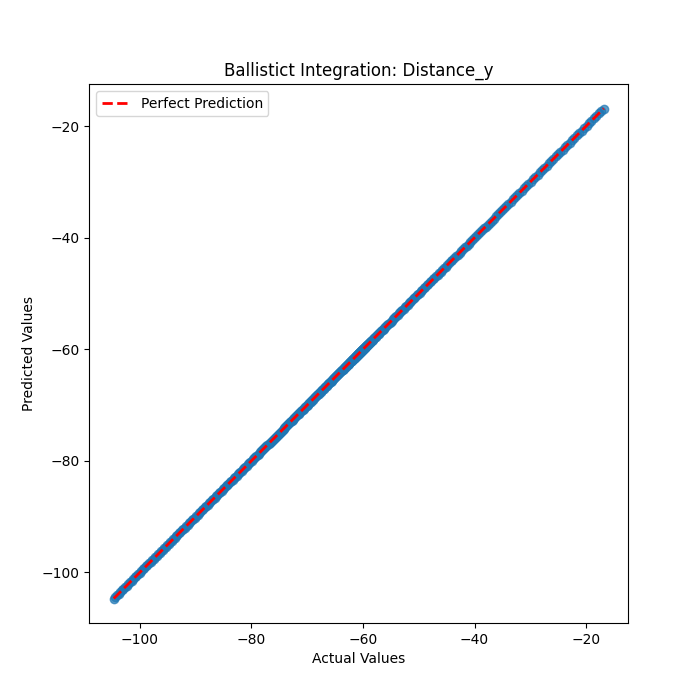 Ballistict Integration: Distance_y
Perfect Prediction
Predicted Values
−20
−40
−60
−80
−100
−100
−80
−60
−40
−20
Actual Values